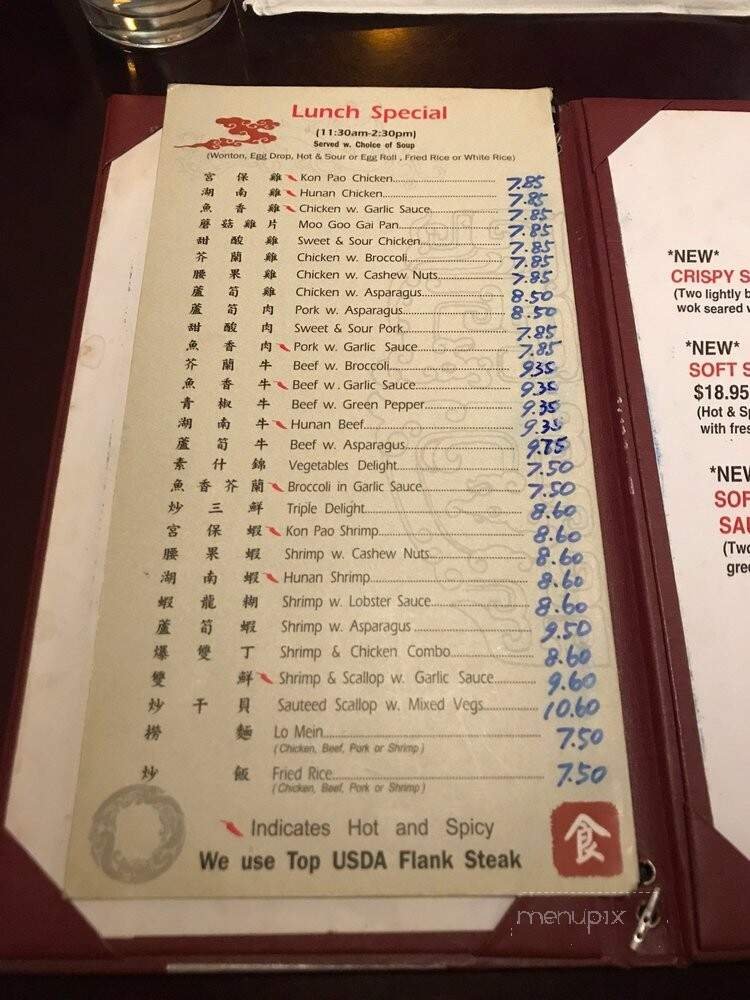 Lunch Special
(11:30am-2:30pm)
Served w. Choice of Soup
(Wonton, Egg Drop, Hot & Sour or Egg Roll , Fried Rice or White Rice)
宮保雞 Kon Pao Chicken 7.85
湖南雞 Hunan Chicken 7.85
魚香雞 Chicken w. Garlic Sauce 7.85
蘑菇雞片 Moo Goo Gai Pan 7.85
甜酸雞 Sweet & Sour Chicken 7.85
芥蘭雞 Chicken w. Broccoli 7.85
腰果雞 Chicken w. Cashew Nuts 7.85
蘆筍雞 Chicken w. Asparagus 8.50
蘆筍肉 Pork w. Asparagus 8.50
甜酸肉 Sweet & Sour Pork 7.85
魚香肉 Pork w. Garlic Sauce 7.85
芥蘭牛 Beef w. Broccoli 9.35
魚香牛 Beef w. Garlic Sauce 9.35
青椒牛 Beef w. Green Pepper 9.35
湖南牛 Hunan Beef 9.35
蘆筍牛 Beef w. Asparagus 9.75
素什錦 Vegetables Delight 7.50
魚香芥蘭 Broccoli in Garlic Sauce 7.50
炒三鮮 Triple Delight 8.60
宮保蝦 Kon Pao Shrimp 8.60
腰果蝦 Shrimp w. Cashew Nuts 8.60
湖南蝦 Hunan Shrimp 8.60
蝦龍糊 Shrimp w. Lobster Sauce 8.60
蘆筍蝦 Shrimp w. Asparagus 9.50
爆雙丁 Shrimp & Chicken Combo 8.60
雙鮮 Shrimp & Scallop w. Garlic Sauce 9.60
炒干貝 Sauteed Scallop w. Mixed Vegs 10.60
撈麵 Lo Mein 7.50
(Chicken, Beef, Pork or Shrimp)
炒飯 Fried Rice 7.50
(Chicken, Beef, Pork or Shrimp)
Indicates Hot and Spicy
We use Top USDA Flank Steak
食
*NEW*
CRISPY S
(Two lightly b
wok seared w
*NEW*
SOFT S
$18.95
(Hot & Sp
with fres
*NEW
SOF
SAU
(Two
gree
menupix